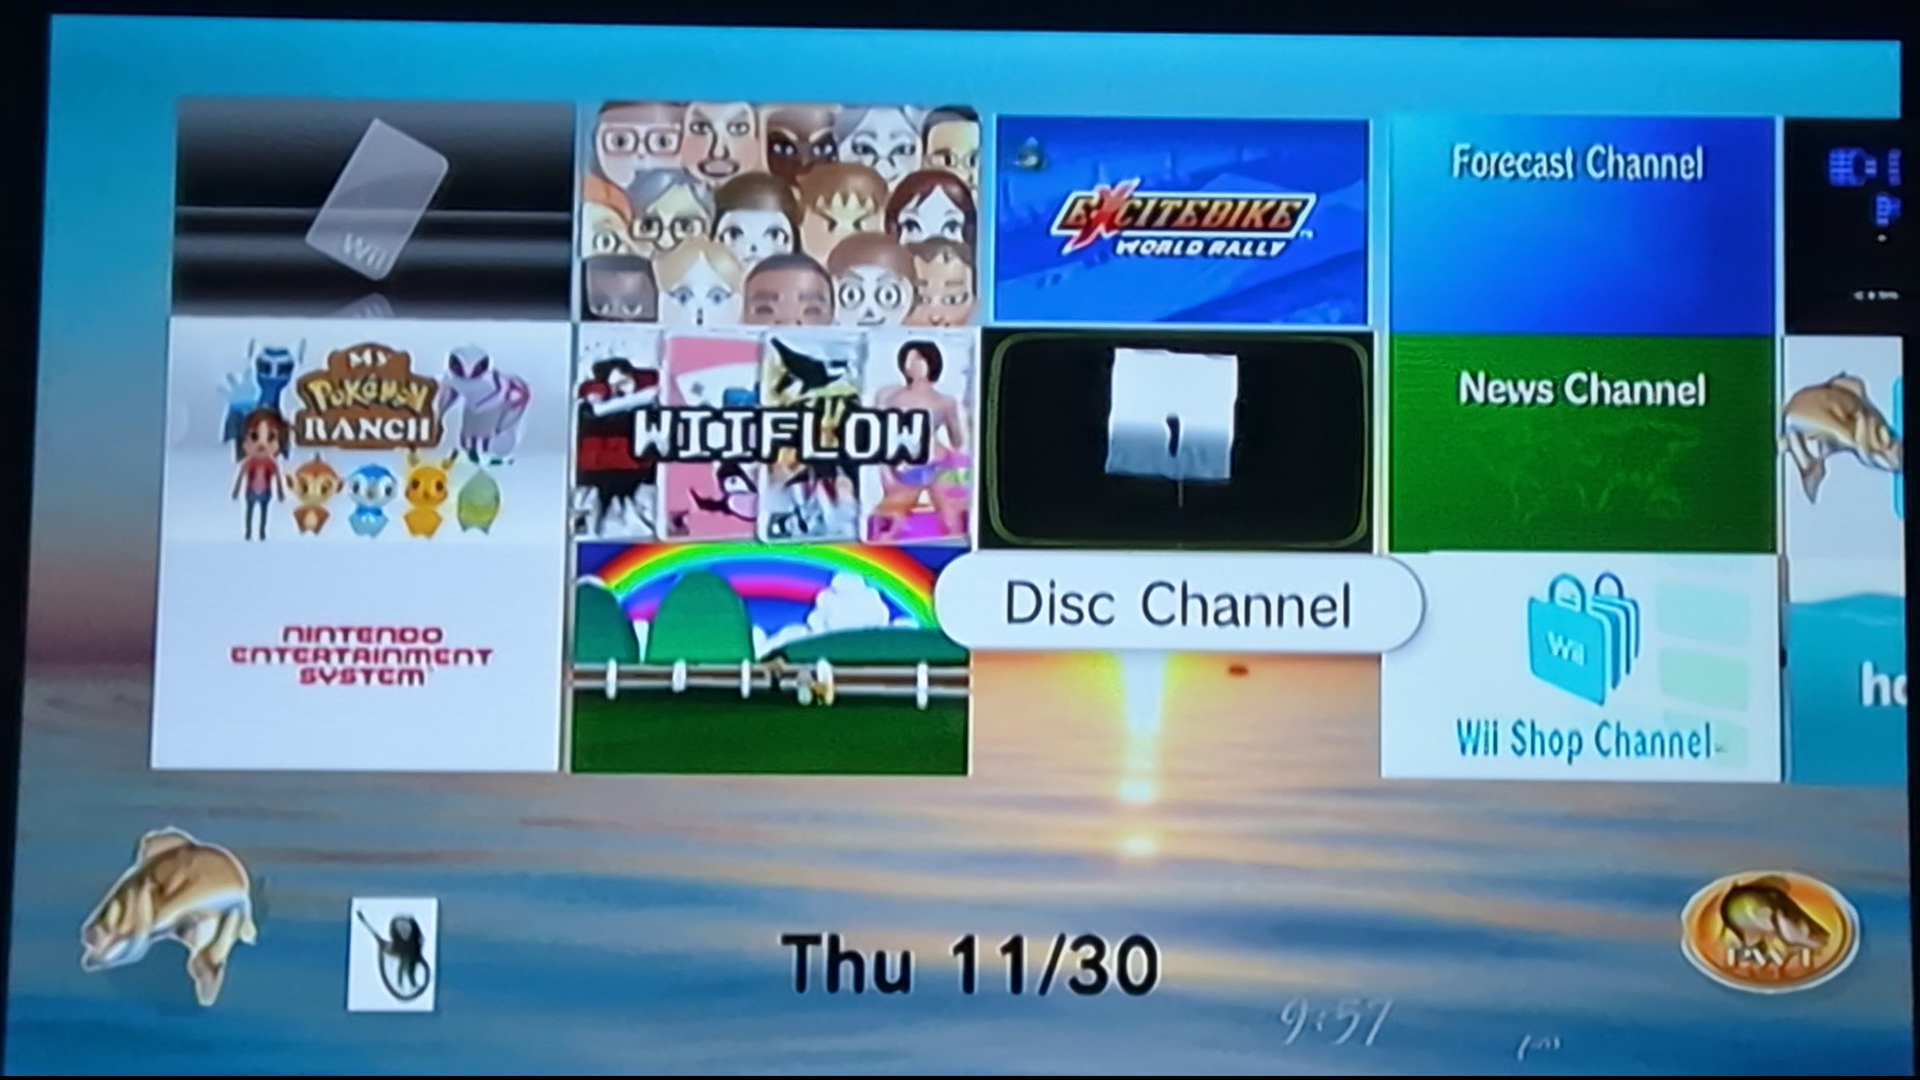 Wii
EXCITEBIKE
WORLD RALLY
Forecast Channel
MY
POKéMON
RANCH
WIIFLOW
News Channel
Disc Channel
NINTENDO
ENTERTAINMENT
SYSTEM
Wii
Wii Shop Channel
Thu 11/30
9:57